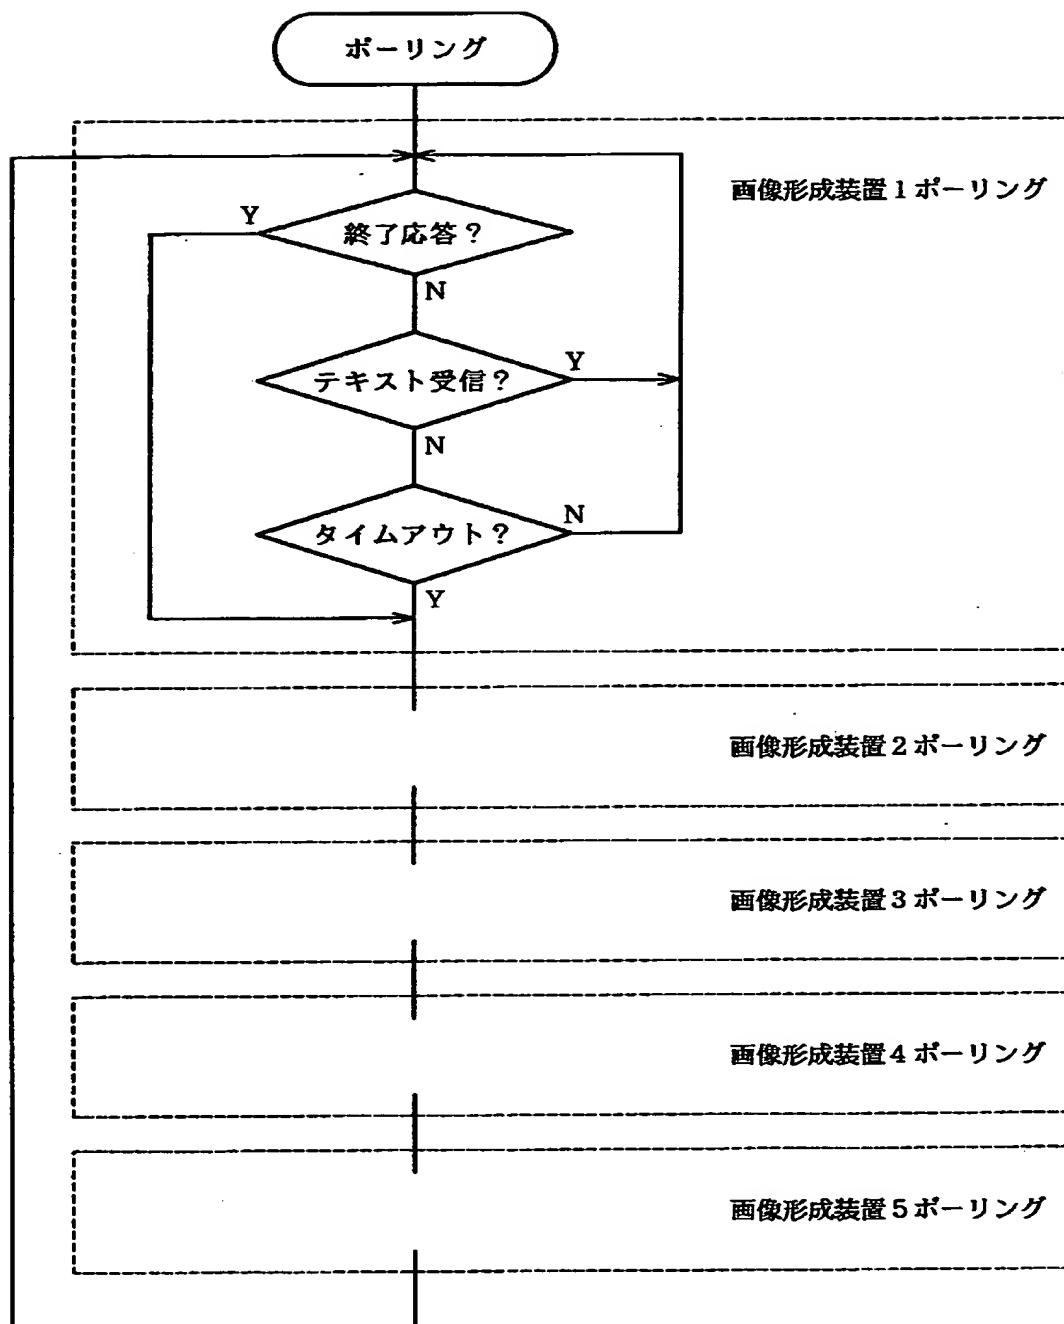 ポーリング
画像形成装置1ポーリング
Y
終了応答?
N
Y
テキスト受信?
N
N
タイムアウト?
Y
画像形成装置2ポーリング
画像形成装置3ポーリング
画像形成装置4ポーリング
画像形成装置5ポーリング